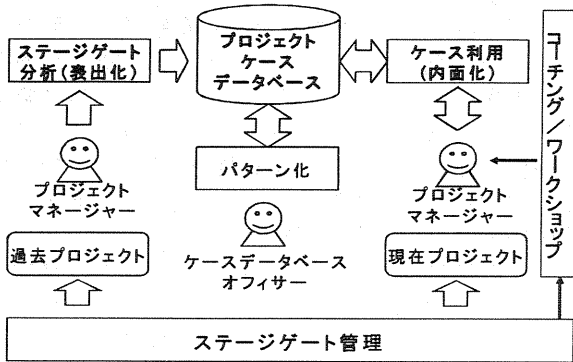 ステージゲート
分析(表出化)
プロジェクト
ケース
データベース
ケース利用
(内面化)
コーチング/ワークショップ
パターン化
プロジェクト
マネージャー
プロジェクト
マネージャー
過去プロジェクト
ケースデータベース
オフィサー
現在プロジェクト
ステージゲート管理